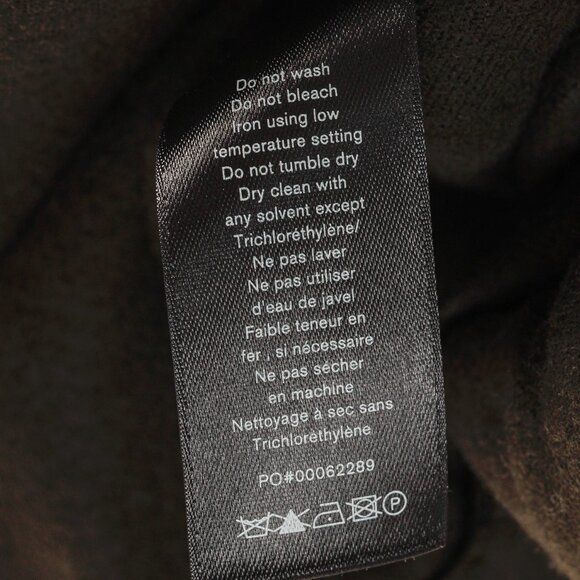 Do not wash
Do not bleach
Iron using low
temperature setting
Do not tumble dry
Dry clean with
any solvent except
Trichloréthylène/
Ne pas laver
Ne pas utiliser
d'eau de javel
Faible teneur en
fer , si nécessaire
Ne pas sécher
en machine
Nettoyage à sec sans
Trichloréthylène
PO#00062289
P